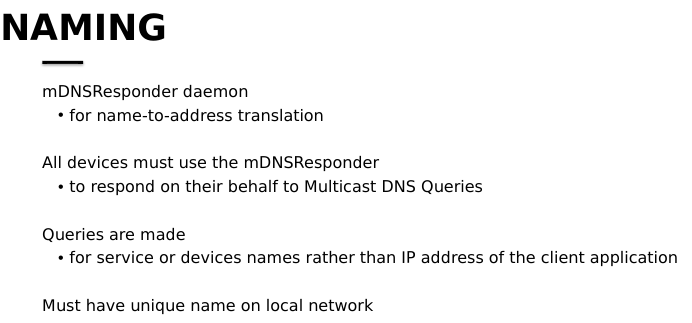 NAMING
mDNSResponder daemon
• for name-to-address translation
All devices must use the mDNSResponder
• to respond on their behalf to Multicast DNS Queries
Queries are made
• for service or devices names rather than IP address of the client application
Must have unique name on local network